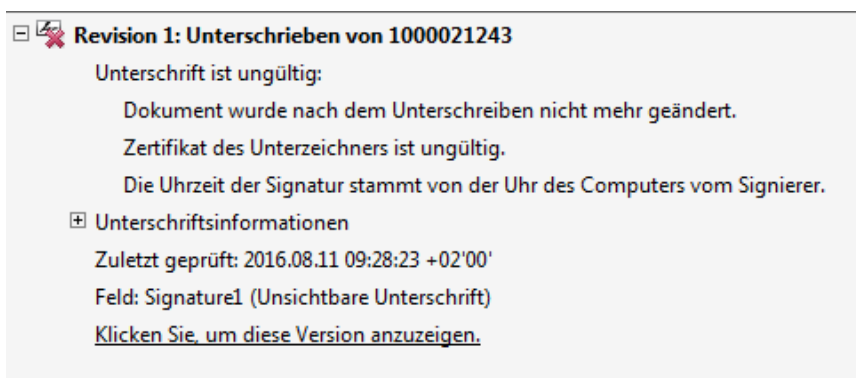 Revision 1: Unterschrieben von 1000021243
Unterschrift ist ungültig:
Dokument wurde nach dem Unterschreiben nicht mehr geändert.
Zertifikat des Unterzeichners ist ungültig.
Die Uhrzeit der Signatur stammt von der Uhr des Computers vom Signierer.
Unterschriftsinformationen
Zuletzt geprüft: 2016.08.11 09:28:23 +02'00'
Feld: Signature1 (Unsichtbare Unterschrift)
Klicken Sie, um diese Version anzuzeigen.